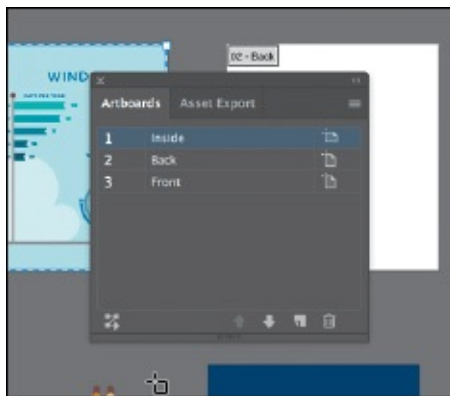 02 - Back
WIND
Artboards Asset Export
1 Inside
2 Back
3 Front